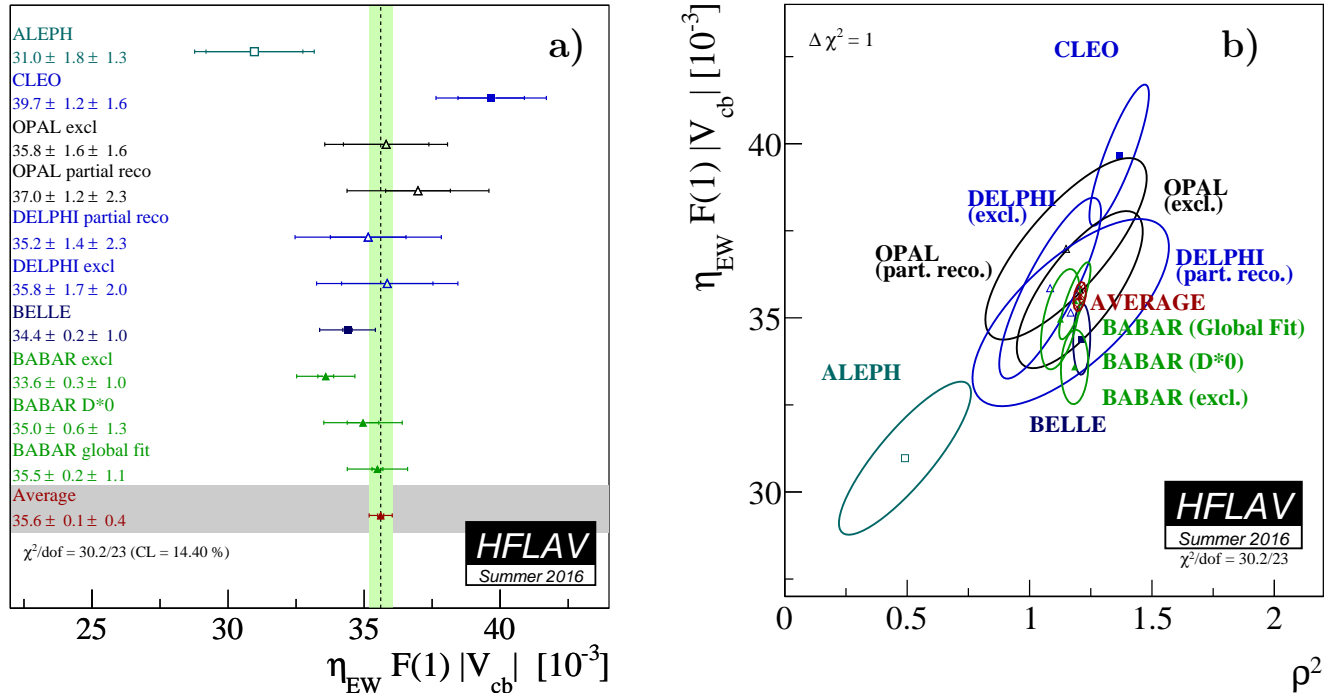 a)
ALEPH
31.0 ± 1.8 ± 1.3
CLEO
39.7 ± 1.2 ± 1.6
OPAL excl
35.8 ± 1.6 ± 1.6
OPAL partial reco
37.0 ± 1.2 ± 2.3
DELPHI partial reco
35.2 ± 1.4 ± 2.3
DELPHI excl
35.8 ± 1.7 ± 2.0
BELLE
34.4 ± 0.2 ± 1.0
BABAR excl
33.6 ± 0.3 ± 1.0
BABAR D*0
35.0 ± 0.6 ± 1.3
BABAR global fit
35.5 ± 0.2 ± 1.1
Average
35.6 ± 0.1 ± 0.4
χ²/dof = 30.2/23 (CL = 14.40 %)
HFLAV
Summer 2016
25 30 35 40
η_EW F(1) |V_cb| [10⁻³]
b)
η_EW F(1) |V_cb| [10⁻³]
Δ χ² = 1
CLEO
40
OPAL
(excl.)
DELPHI
(excl.)
OPAL
(part. reco.)
DELPHI
(part. reco.)
AVERAGE
35
BABAR (Global Fit)
BABAR (D*0)
ALEPH
BABAR (excl.)
BELLE
30
HFLAV
Summer 2016
χ²/dof = 30.2/23
0 0.5 1 1.5 2
ρ²